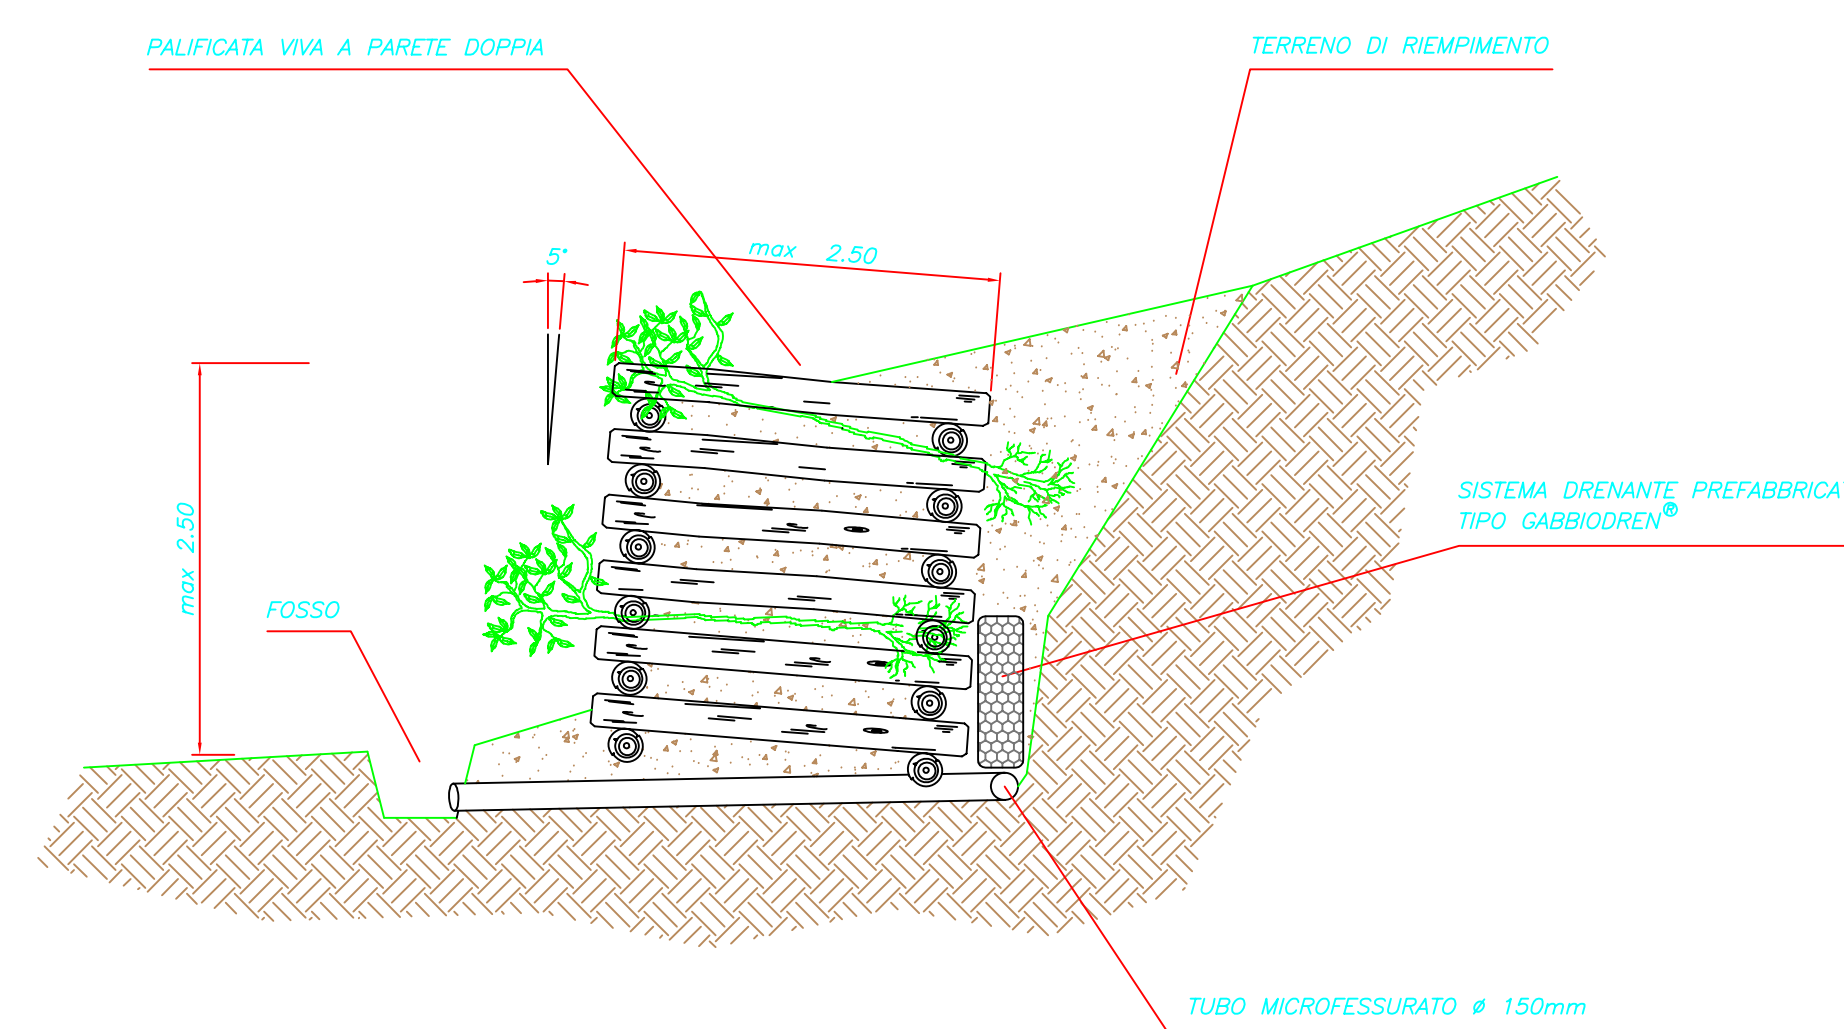 PALIFICATA VIVA A PARETE DOPPIA
TERRENO DI RIEMPIMENTO
5°
max 2.50
max 2.50
SISTEMA DRENANTE PREFABBRICA
TIPO GABBIODREN®
FOSSO
TUBO MICROFESSURATO ø 150mm